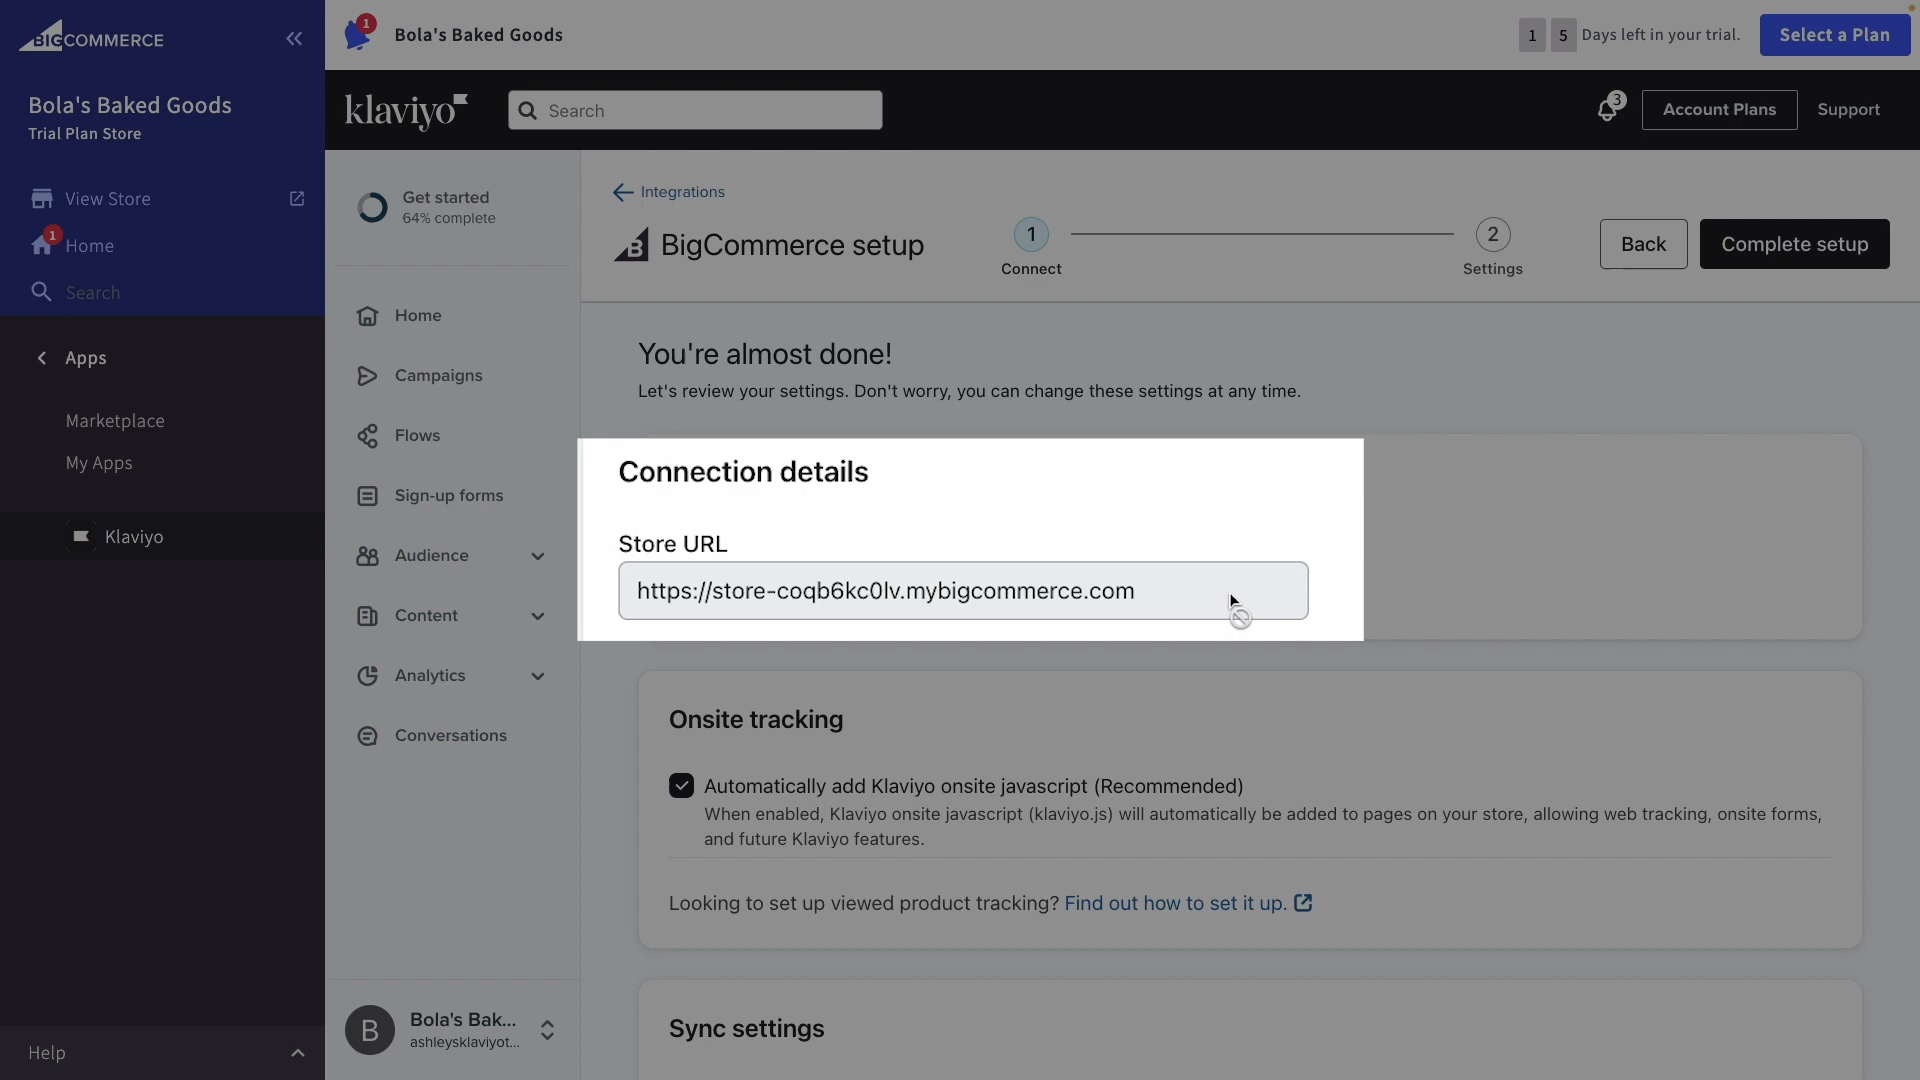 BIGCOMMERCE
Bola's Baked Goods
Trial Plan Store
View Store
1
Home
Search
Apps
Marketplace
My Apps
Klaviyo
Help
1
Bola's Baked Goods
1 5 Days left in your trial.
Select a Plan
klaviyo
Search
3
Account Plans
Support
Get started
64% complete
Home
Campaigns
Flows
Sign-up forms
Audience
Content
Analytics
Conversations
B
Bola's Bak...
ashleysklaviyot...
Integrations
B
BigCommerce setup
1
Connect
2
Settings
Back
Complete setup
You're almost done!
Let's review your settings. Don't worry, you can change these settings at any time.
Connection details
Store URL
https://store-coqb6kc0lv.mybigcommerce.com
Onsite tracking
Automatically add Klaviyo onsite javascript (Recommended)
When enabled, Klaviyo onsite javascript (klaviyo.js) will automatically be added to pages on your store, allowing web tracking, onsite forms,
and future Klaviyo features.
Looking to set up viewed product tracking? Find out how to set it up.
Sync settings